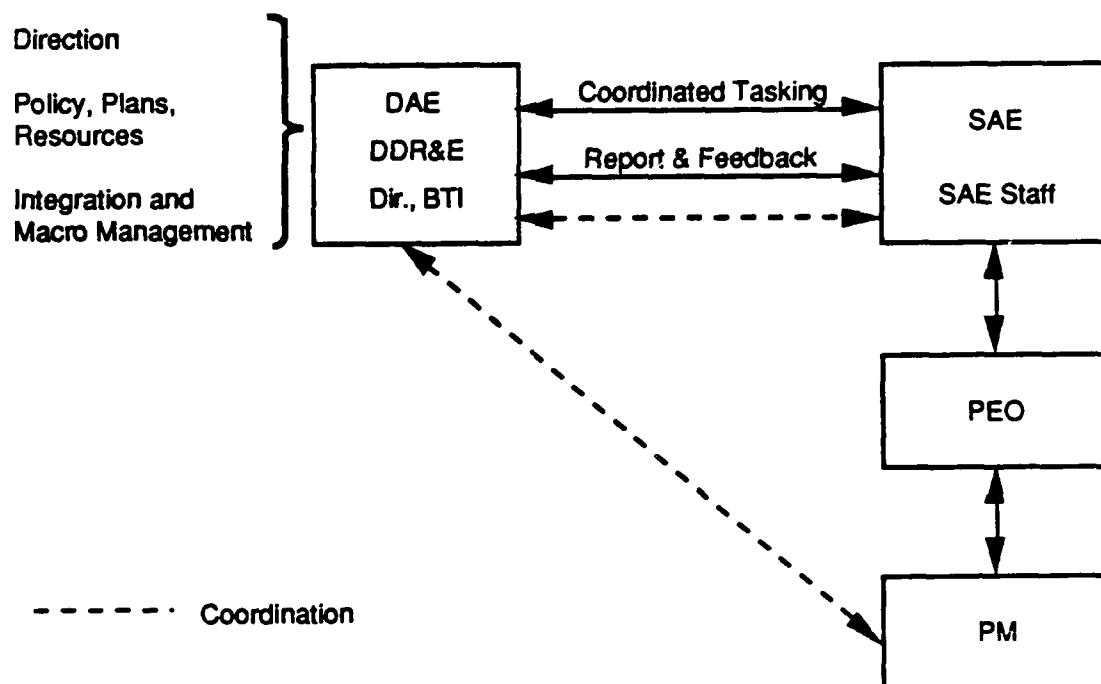 Direction
Policy, Plans,
Resources
Integration and
Macro Management
DAE
DDR&E
Dir., BTI
Coordinated Tasking
Report & Feedback
SAE
SAE Staff
PEO
PM
Coordination